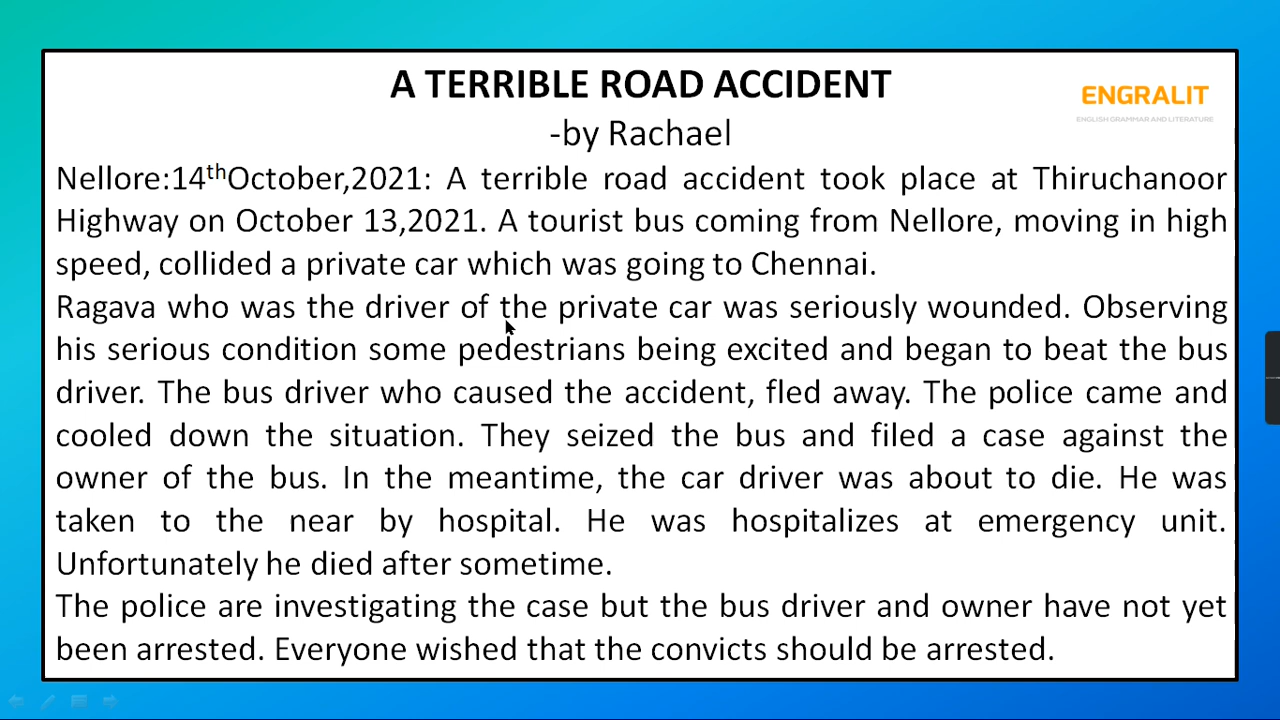 A TERRIBLE ROAD ACCIDENT
ENGRALIT
ENGLISH GRAMMAR AND LITERATURE
-by Rachael
Nellore:14thOctober,2021: A terrible road accident took place at Thiruchanoor
Highway on October 13,2021. A tourist bus coming from Nellore, moving in high
speed, collided a private car which was going to Chennai.
Ragava who was the driver of the private car was seriously wounded. Observing
his serious condition some pedestrians being excited and began to beat the bus
driver. The bus driver who caused the accident, fled away. The police came and
cooled down the situation. They seized the bus and filed a case against the
owner of the bus. In the meantime, the car driver was about to die. He was
taken to the near by hospital. He was hospitalizes at emergency unit.
Unfortunately he died after sometime.
The police are investigating the case but the bus driver and owner have not yet
been arrested. Everyone wished that the convicts should be arrested.